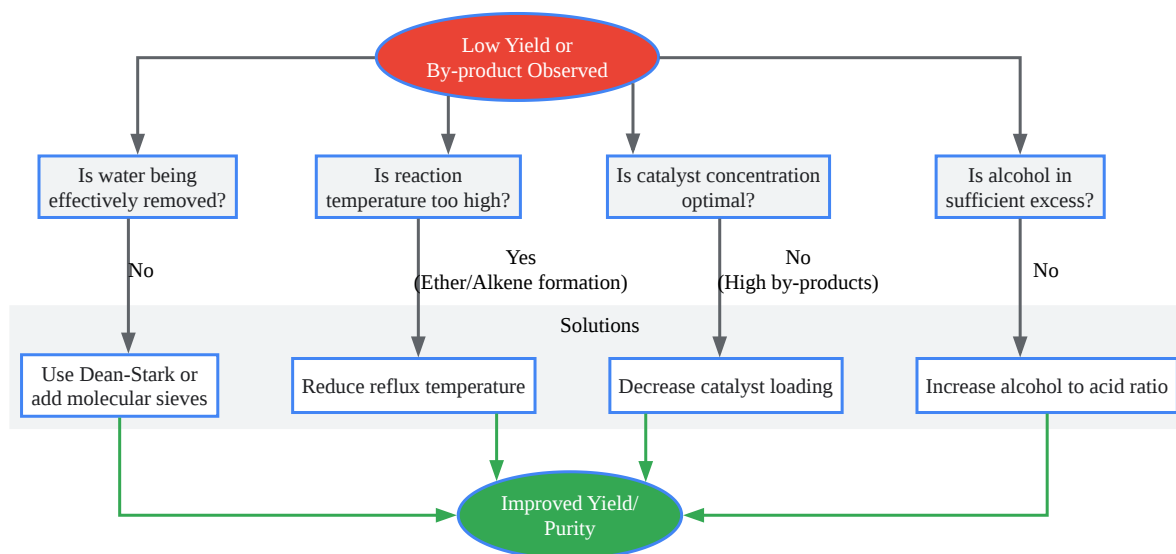 Low Yield or
By-product Observed
Is water being
effectively removed?
Is reaction
temperature too high?
Is catalyst concentration
optimal?
Is alcohol in
sufficient excess?
No
Yes
(Ether/Alkene formation)
No
(High by-products)
No
Solutions
Use Dean-Stark or
add molecular sieves
Reduce reflux temperature
Decrease catalyst loading
Increase alcohol to acid ratio
Improved Yield/
Purity